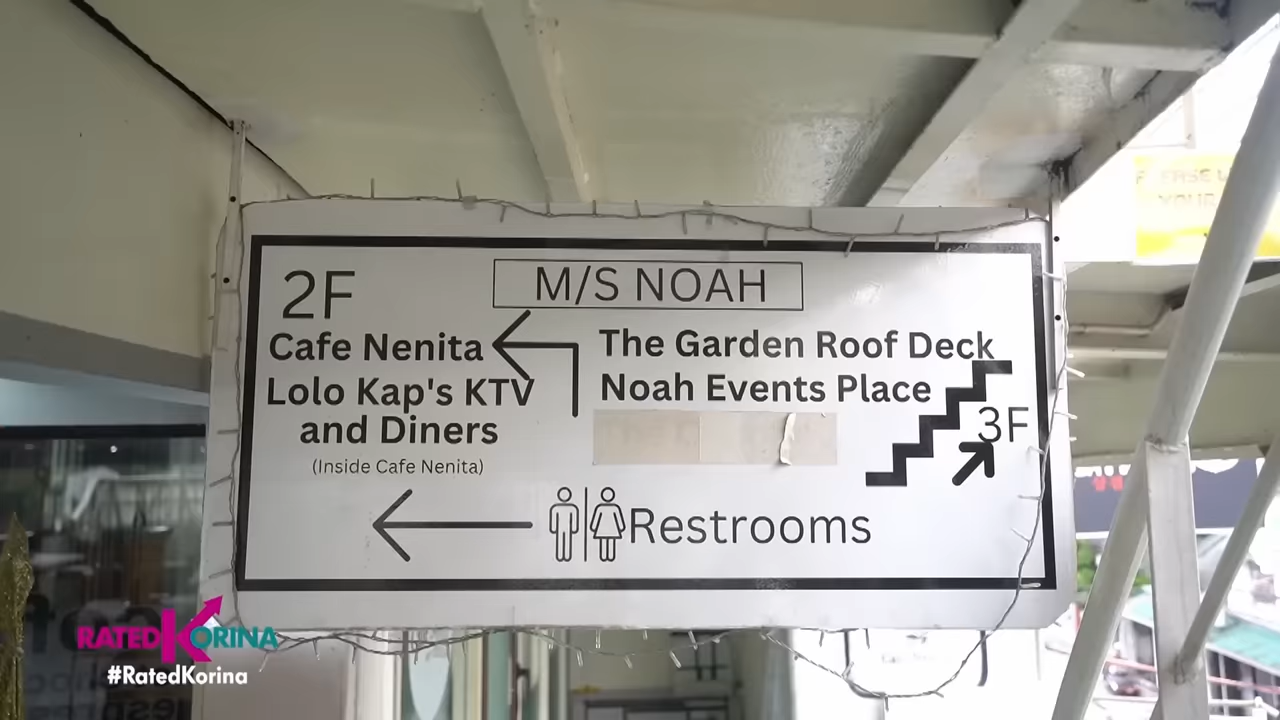 M/S NOAH
2F
Cafe Nenita
Lolo Kap's KTV
and Diners
(Inside Cafe Nenita)
The Garden Roof Deck
Noah Events Place
3F
Restrooms
YOUR
RATED KORINA
#RatedKorina